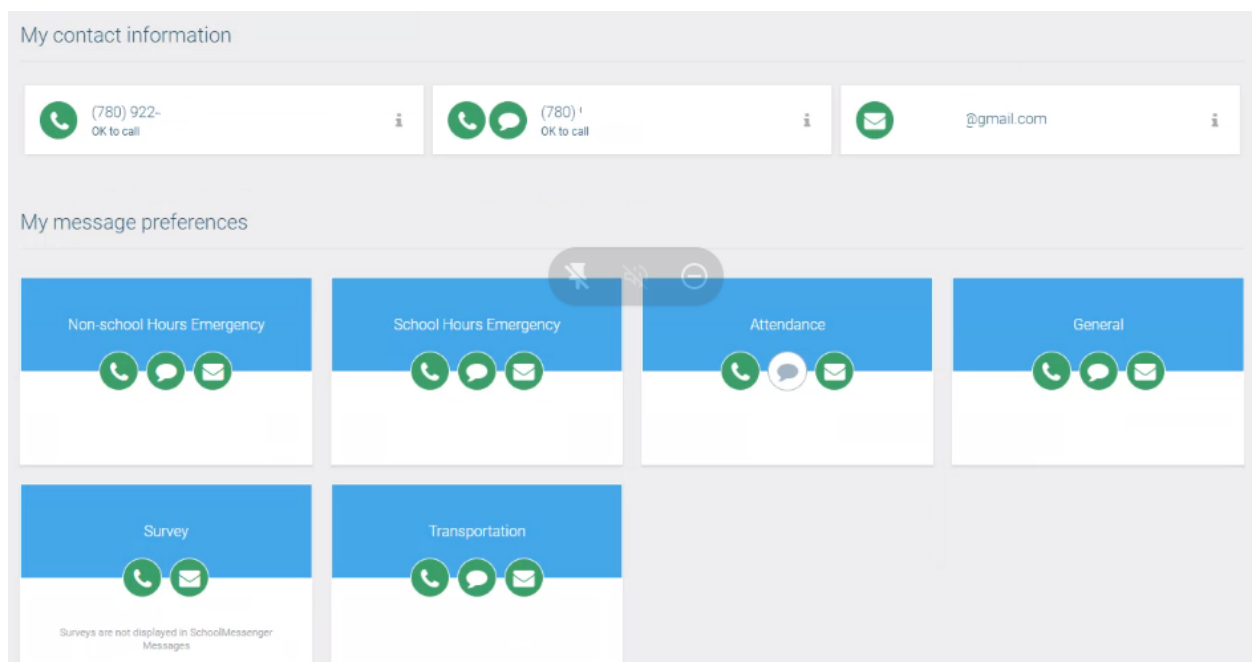 My contact information
(780) 922-
OK to call
(780)
OK to call
@gmail.com
My message preferences
Non-school Hours Emergency
School Hours Emergency
Attendance
General
Survey
Transportation
Surveys are not displayed in SchoolMessenger
Messages